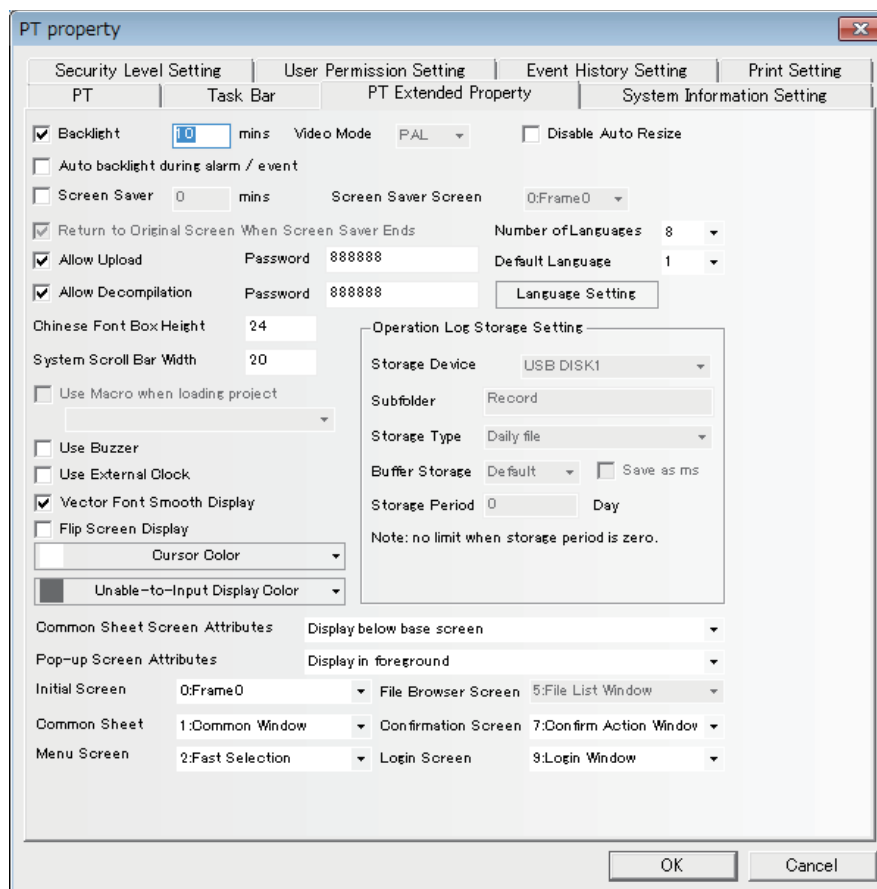 PT property
Security Level Setting User Permission Setting Event History Setting Print Setting
PT Task Bar PT Extended Property System Information Setting
Backlight 10 mins Video Mode PAL Disable Auto Resize
Auto backlight during alarm / event
Screen Saver 0 mins Screen Saver Screen 0:Frame0
Return to Original Screen When Screen Saver Ends Number of Languages 8
Allow Upload Password 888888 Default Language 1
Allow Decompilation Password 888888 Language Setting
Chinese Font Box Height 24 Operation Log Storage Setting
System Scroll Bar Width 20 Storage Device USB DISK1
Use Macro when loading project Subfolder Record
Storage Type Daily file
Use Buzzer
Use External Clock Buffer Storage Default Save as ms
Vector Font Smooth Display Storage Period 0 Day
Flip Screen Display Note: no limit when storage period is zero.
Cursor Color
Unable-to-Input Display Color
Common Sheet Screen Attributes Display below base screen
Pop-up Screen Attributes Display in foreground
Initial Screen 0:Frame0 File Browser Screen 5:File List Window
Common Sheet 1:Common Window Confirmation Screen 7:Confirm Action Window
Menu Screen 2:Fast Selection Login Screen 9:Login Window
OK Cancel